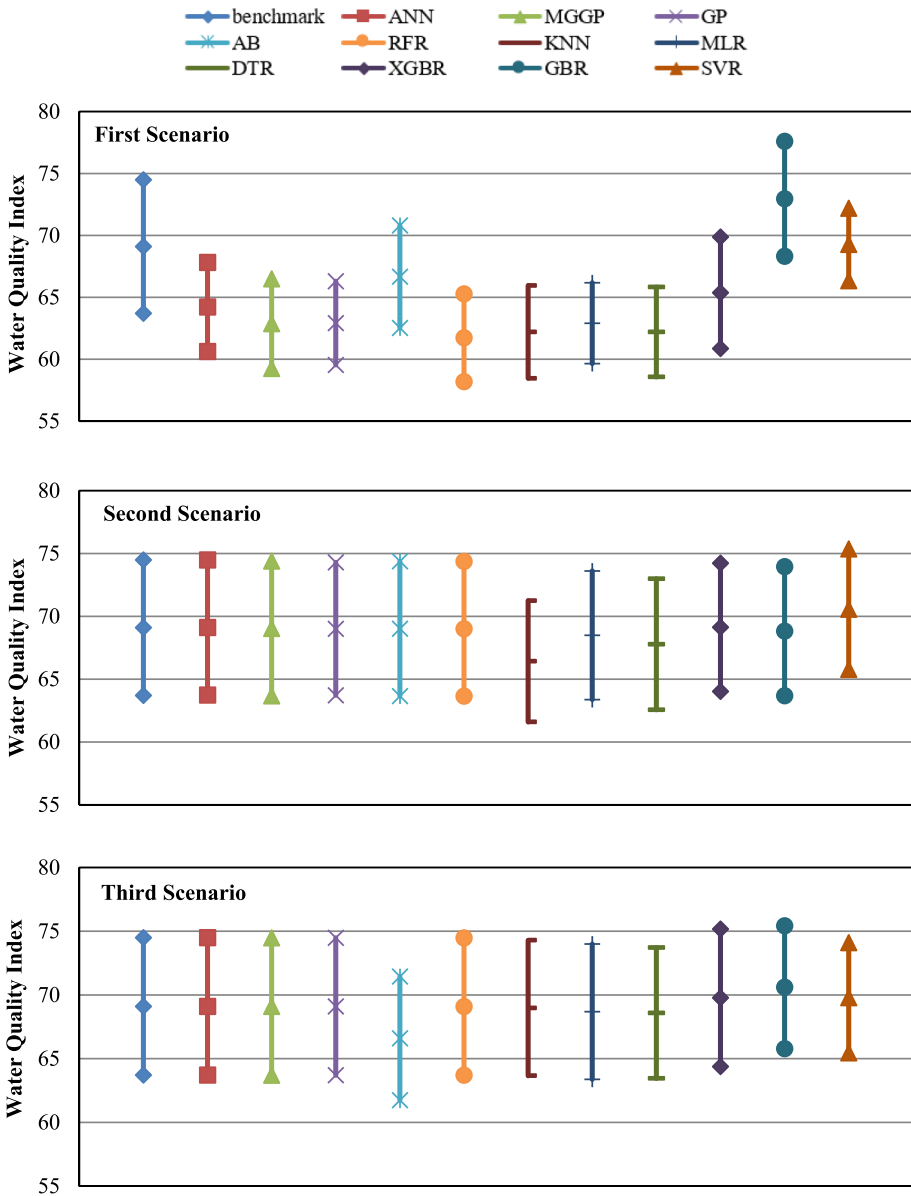 benchmark ANN MGGP GP
AB RFR KNN MLR
DTR XGBR GBR SVR
First Scenario
Water Quality Index
80
75
70
65
60
55
Second Scenario
Water Quality Index
80
75
70
65
60
55
Third Scenario
Water Quality Index
80
75
70
65
60
55